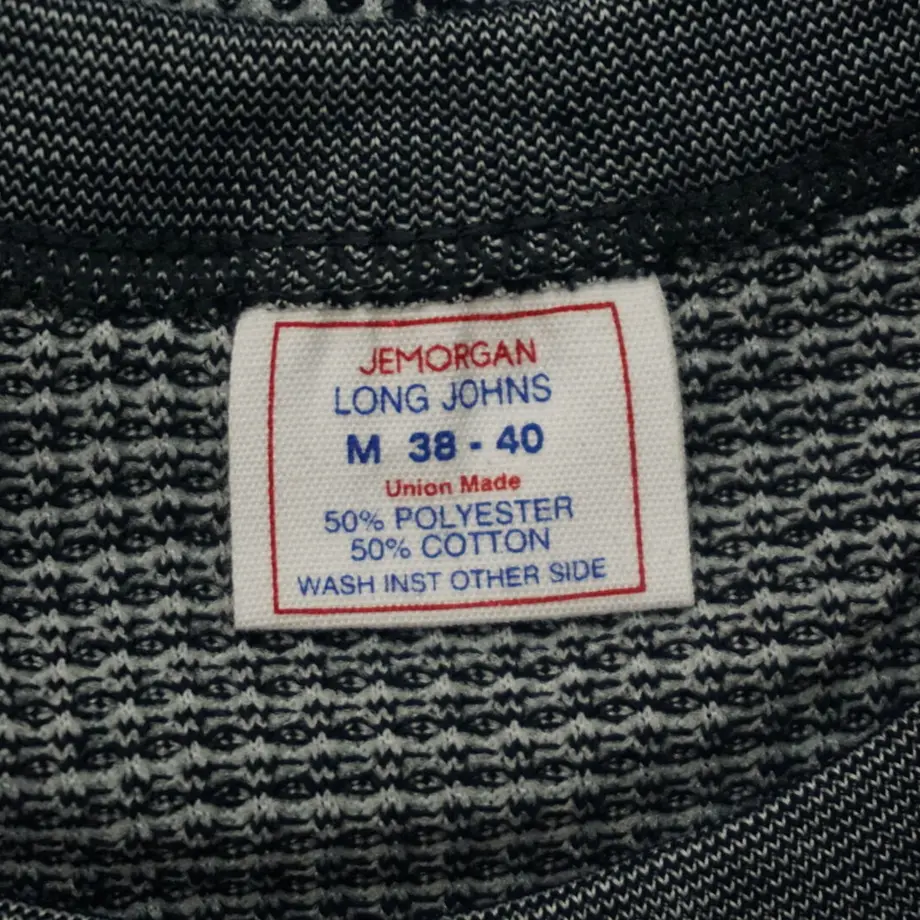 JEMORGAN
LONG JOHNS
M 38 - 40
Union Made
50% POLYESTER
50% COTTON
WASH INST OTHER SIDE